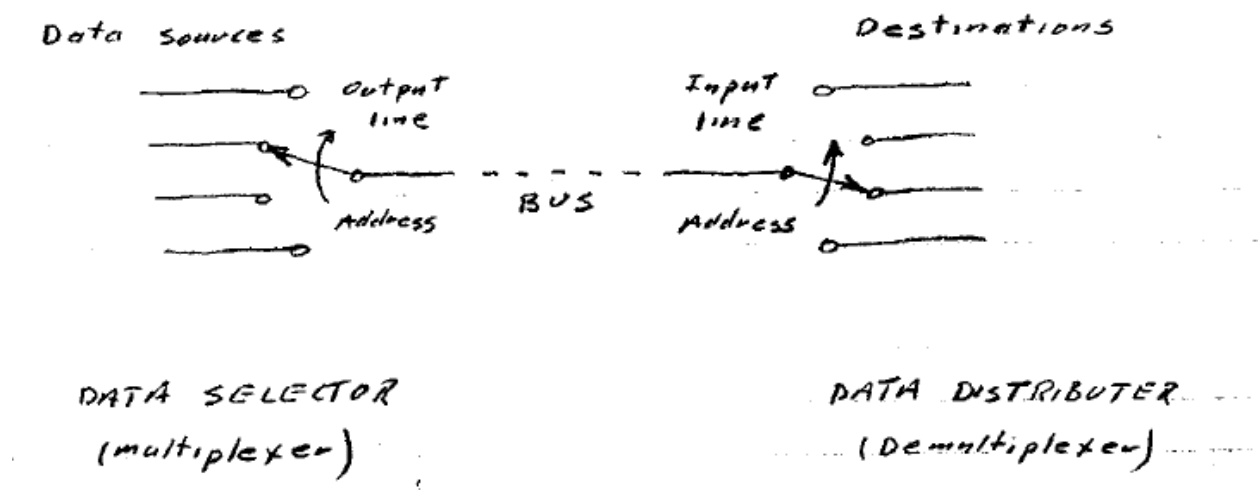 Data sources
Destinations
Output
line
Input
line
BUS
Address
Address
DATA SELECTOR
(multiplexer)
DATA DISTRIBUTER
(Demultiplexer)